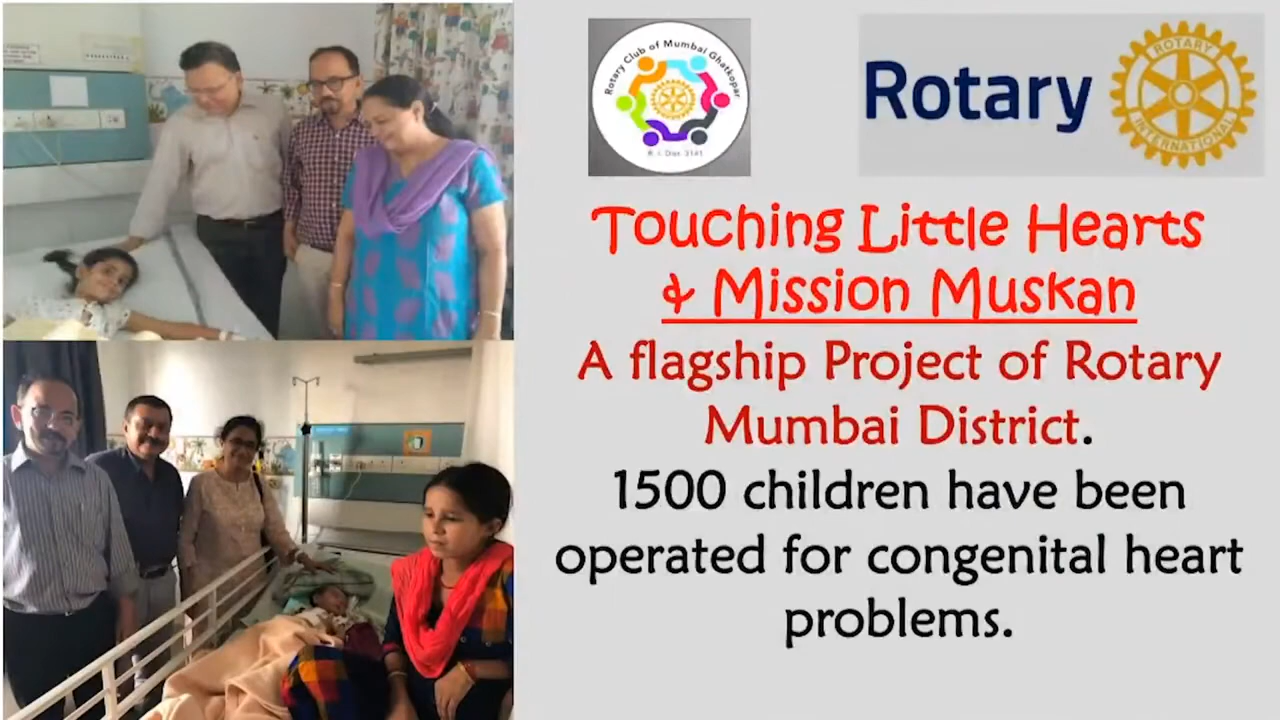 Rotary Club of Mumbai Ghatkopar
R. I. Dist. 3141
Rotary
ROTARY
INTERNATIONAL
Touching Little Hearts
& Mission Muskan
A flagship Project of Rotary
Mumbai District.
1500 children have been
operated for congenital heart
problems.